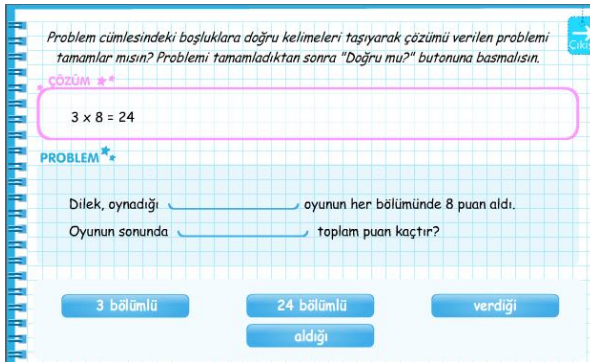 Problem cümlesindeki boşluklara doğru kelimeleri taşıyarak çözümü verilen problemi
tamamlar mısın? Problemi tamamladıktan sonra "Doğru mu?" butonuna basmalısın.
Çıkış
ÇÖZÜM
3 x 8 = 24
PROBLEM
Dilek, oynadığı oyunun her bölümünde 8 puan aldı.
Oyunun sonunda toplam puan kaçtır?
3 bölümlü 24 bölümlü verdiği
aldığı